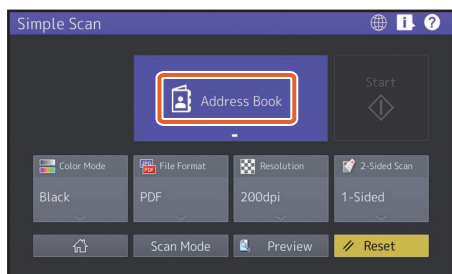 Simple Scan
Address Book
Start
Color Mode
File Format
Resolution
2-Sided Scan
Black
PDF
200dpi
1-Sided
Scan Mode
Preview
Reset